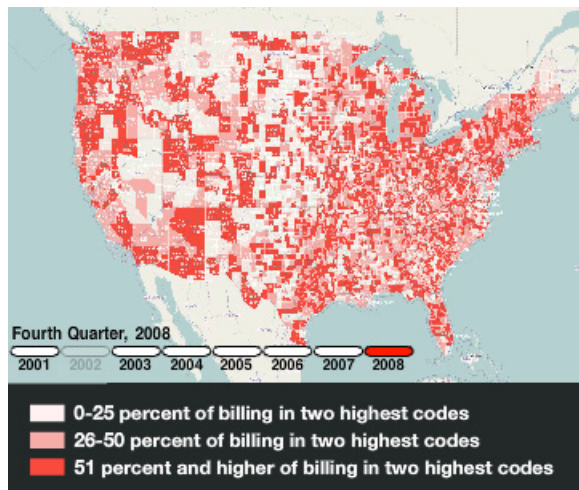 Fourth Quarter, 2008
2001 2002 2003 2004 2005 2006 2007 2008
0-25 percent of billing in two highest codes
26-50 percent of billing in two highest codes
51 percent and higher of billing in two highest codes